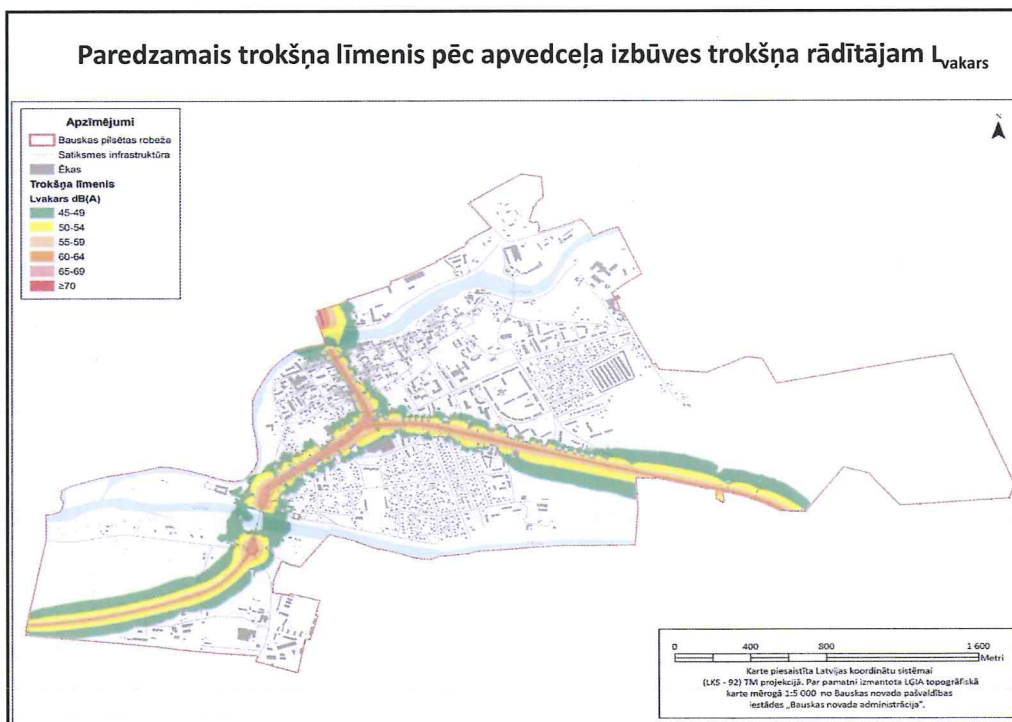 Paredzamais trokšņa līmenis pēc apvedceļa izbūves trokšņa rādītājam Lvakars
Apzīmējumi
Bauskas pilsētas robeža
Satiksmes infrastruktūra
Ēkas
Trokšņa līmenis
Lvakars dB(A)
45-49
50-54
55-59
60-64
65-69
≥70
N
0 400 800 1 600
Metri
Karte piesaistīta Latvijas koordinātu sistēmai
(LKS - 92) TM projekcijā. Par pamatni izmantota LGIA topogrāfiskā
karte mērogā 1:5 000 no Bauskas novada pašvaldības
iestādes „Bauskas novada administrācija".